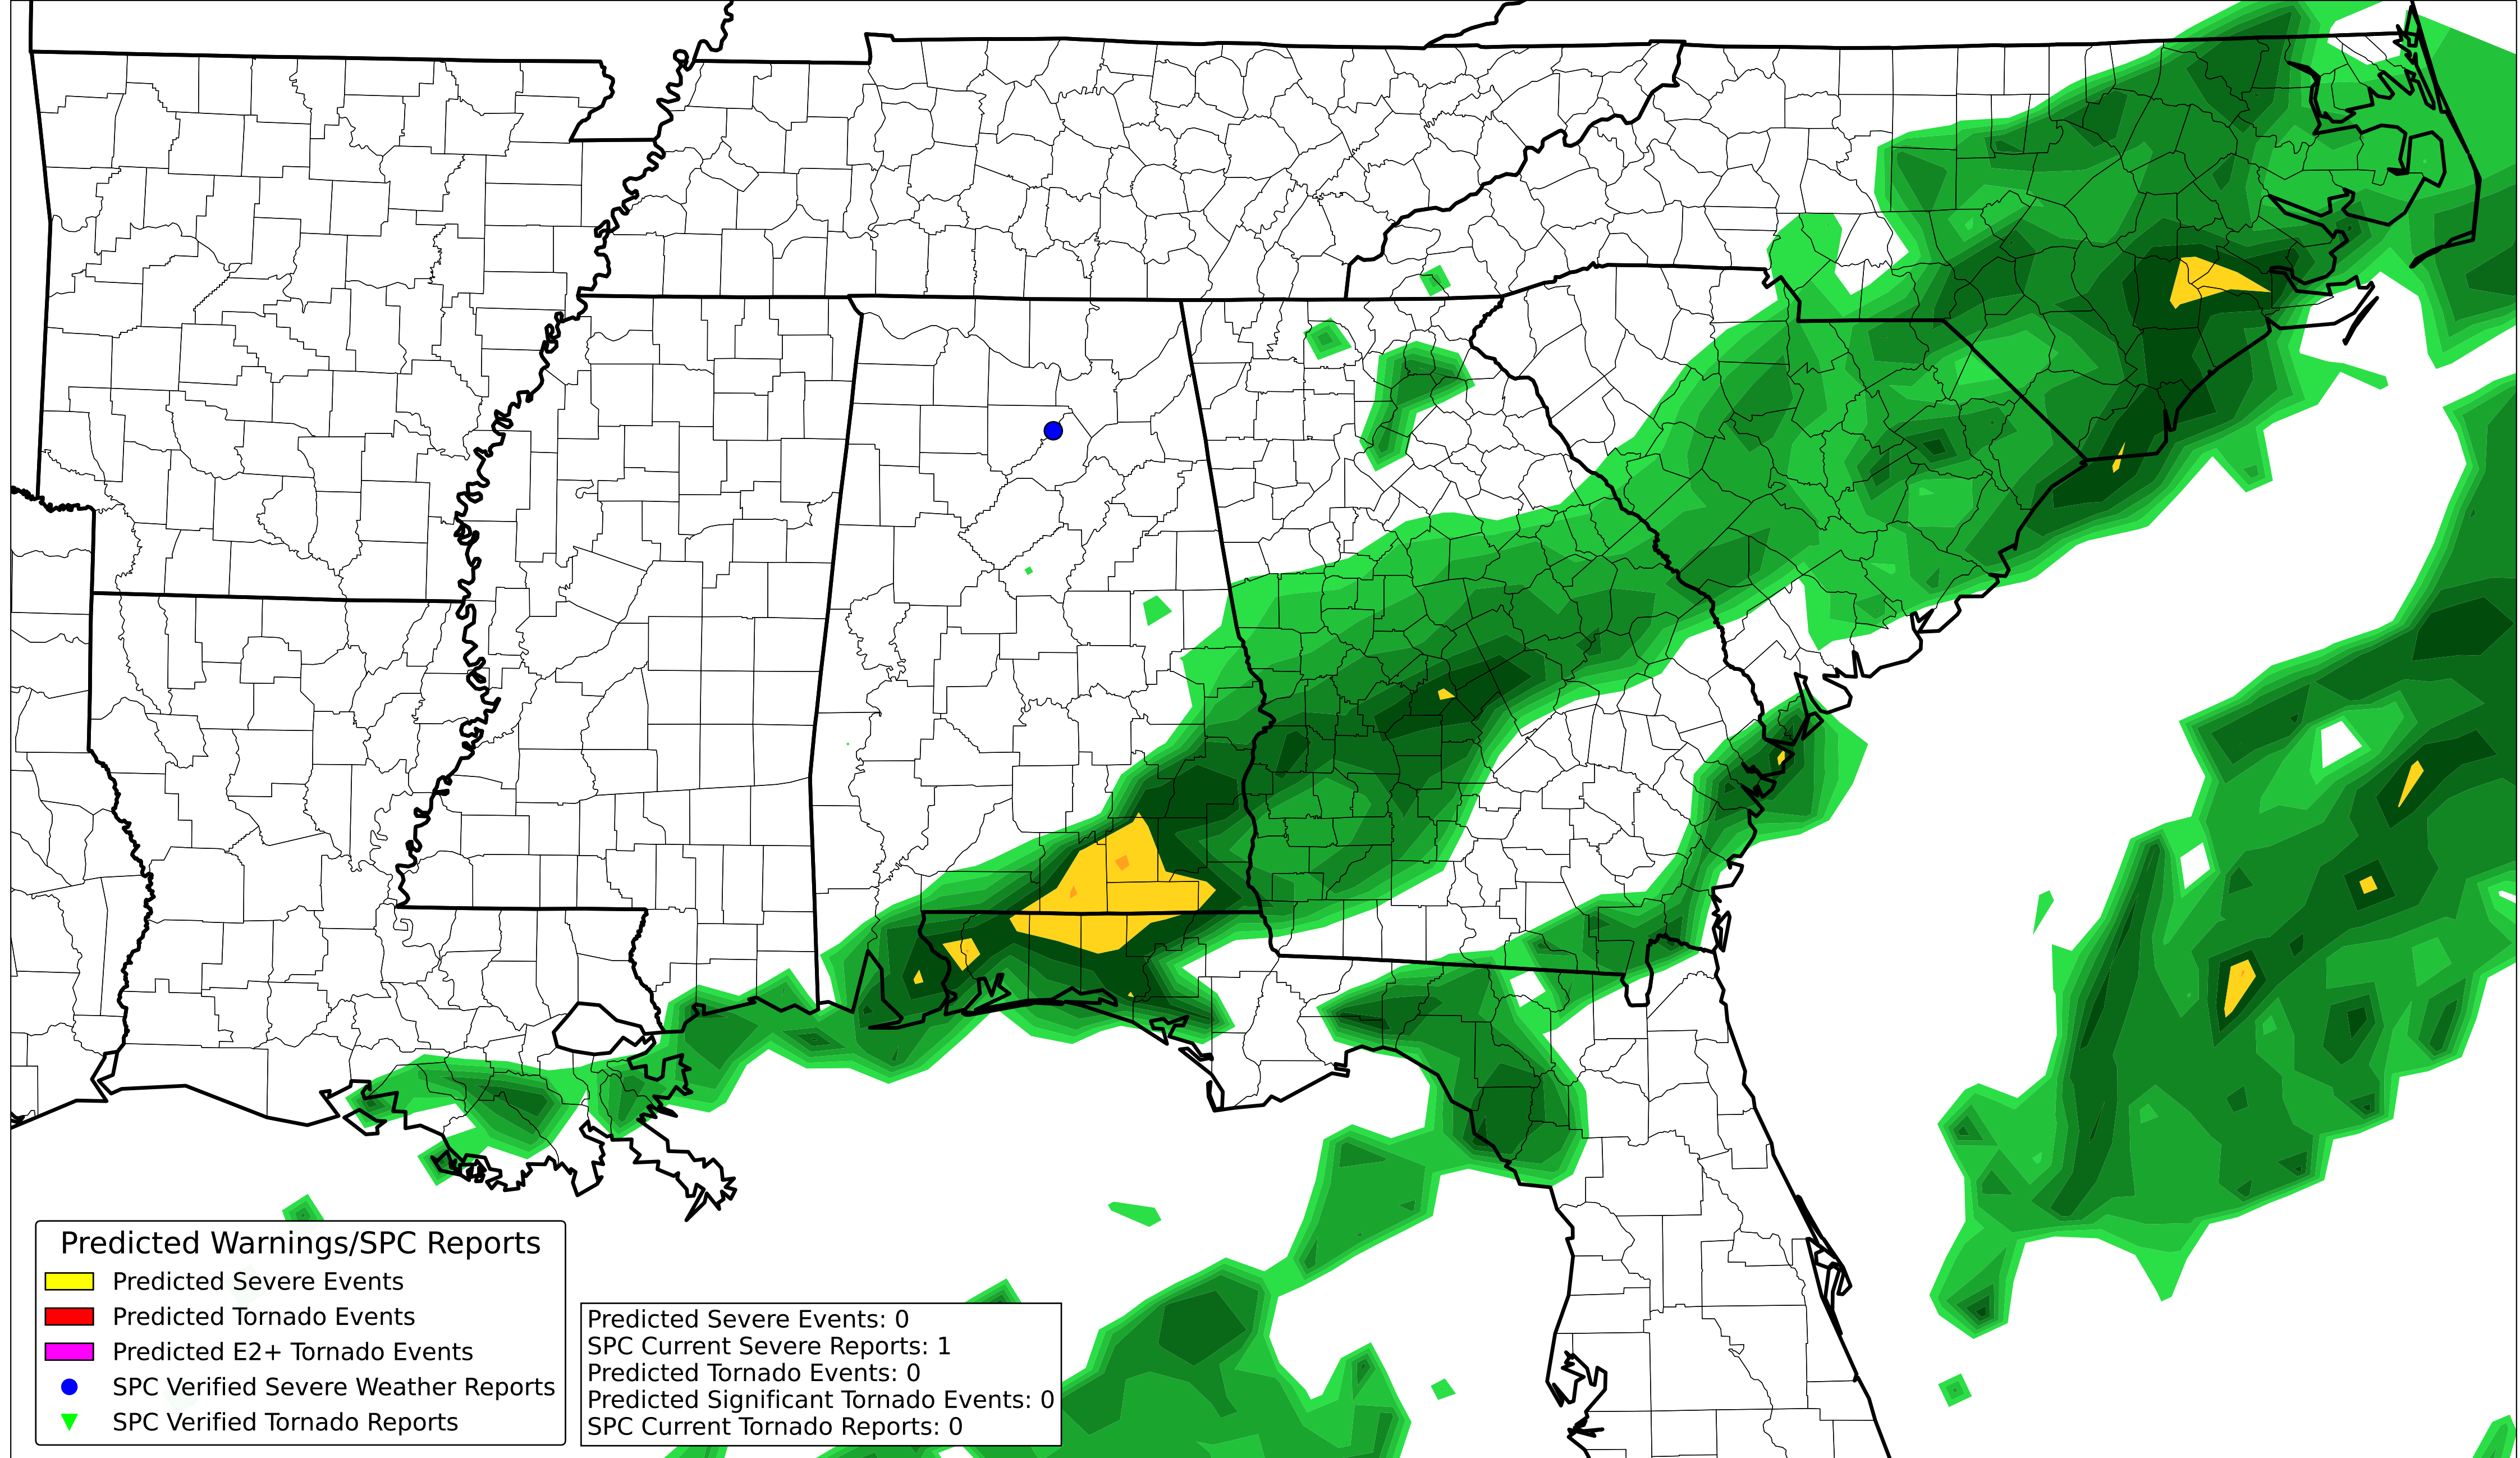 Predicted Warnings/SPC Reports
Predicted Severe Events
Predicted Tornado Events
Predicted E2+ Tornado Events
SPC Verified Severe Weather Reports
SPC Verified Tornado Reports
Predicted Severe Events: 0
SPC Current Severe Reports: 1
Predicted Tornado Events: 0
Predicted Significant Tornado Events: 0
SPC Current Tornado Reports: 0